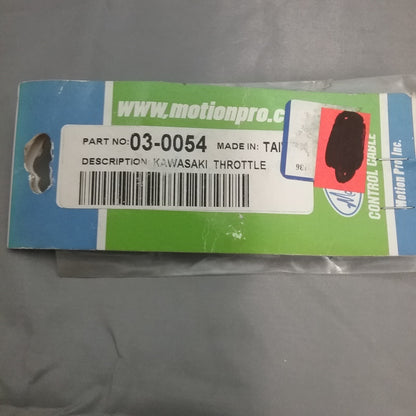 www.motionpro.c
PART NO: 03-0054 MADE IN: TAI
DESCRIPTION: KAWASAKI THROTTLE
CONTROL CABLE
Motion Pro, Inc.